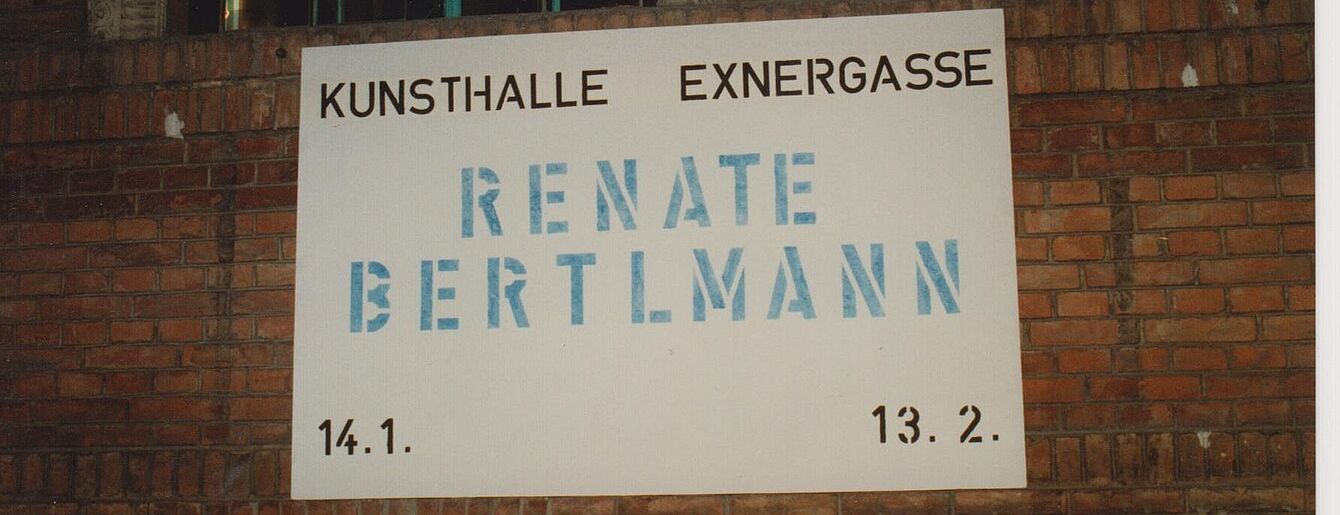 KUNSTHALLE EXNERGASSE
RENATE
BERTLMANN
14.1. 13. 2.